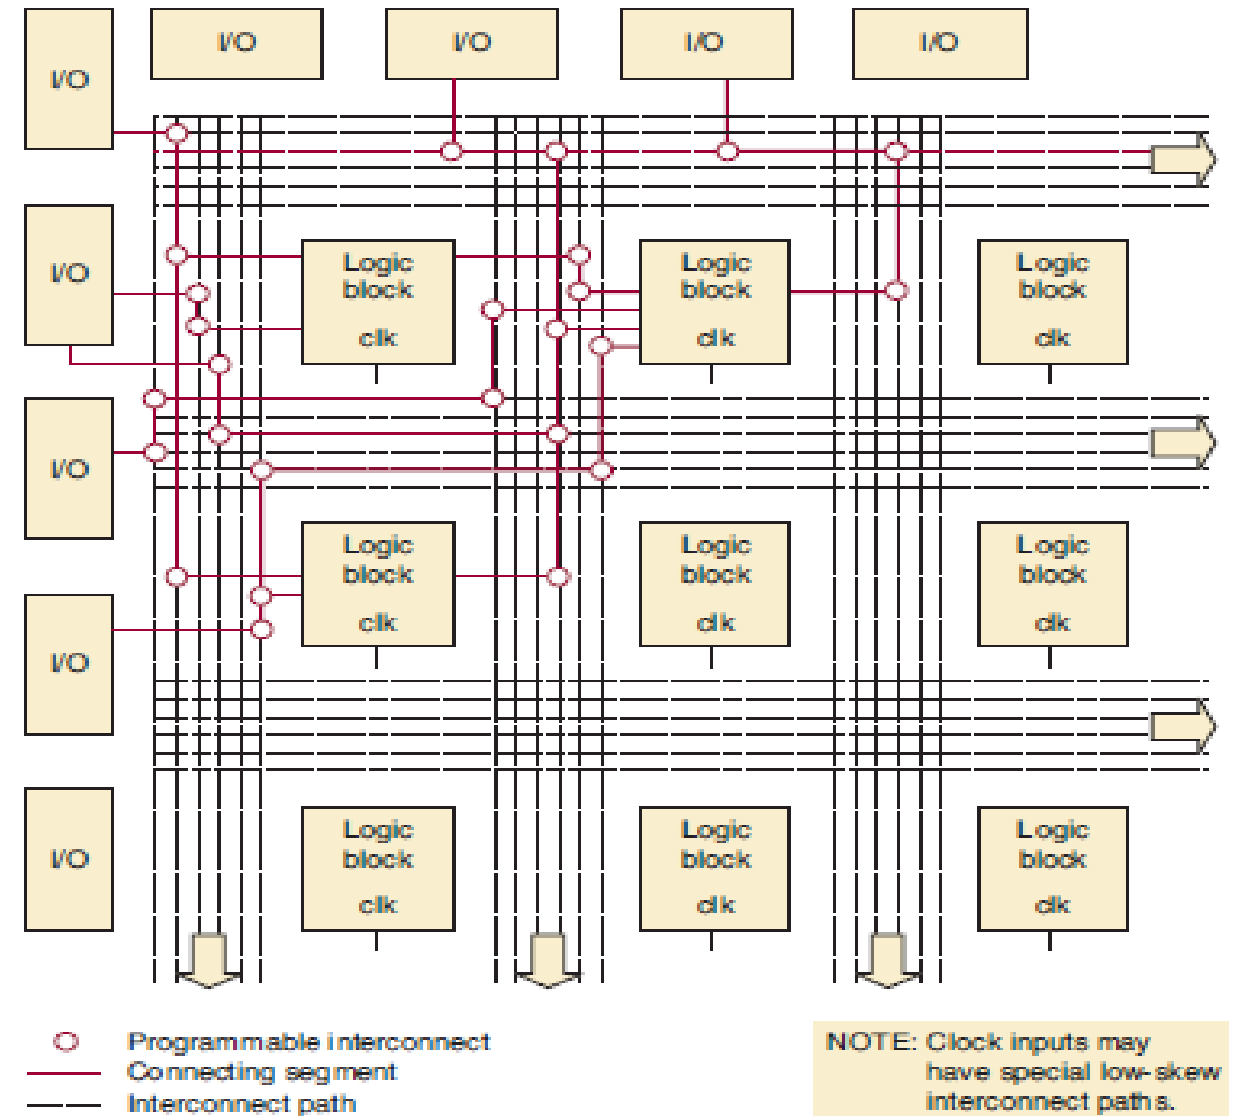 I/O
I/O
I/O
I/O
I/O
I/O
Logic
block
clk
Logic
block
clk
Logic
block
clk
I/O
Logic
block
clk
Logic
block
clk
Logic
block
clk
I/O
I/O
Logic
block
clk
Logic
block
clk
Logic
block
clk
Programmable interconnect
Connecting segment
Interconnect path
NOTE: Clock inputs may
have special low-skew
interconnect paths.